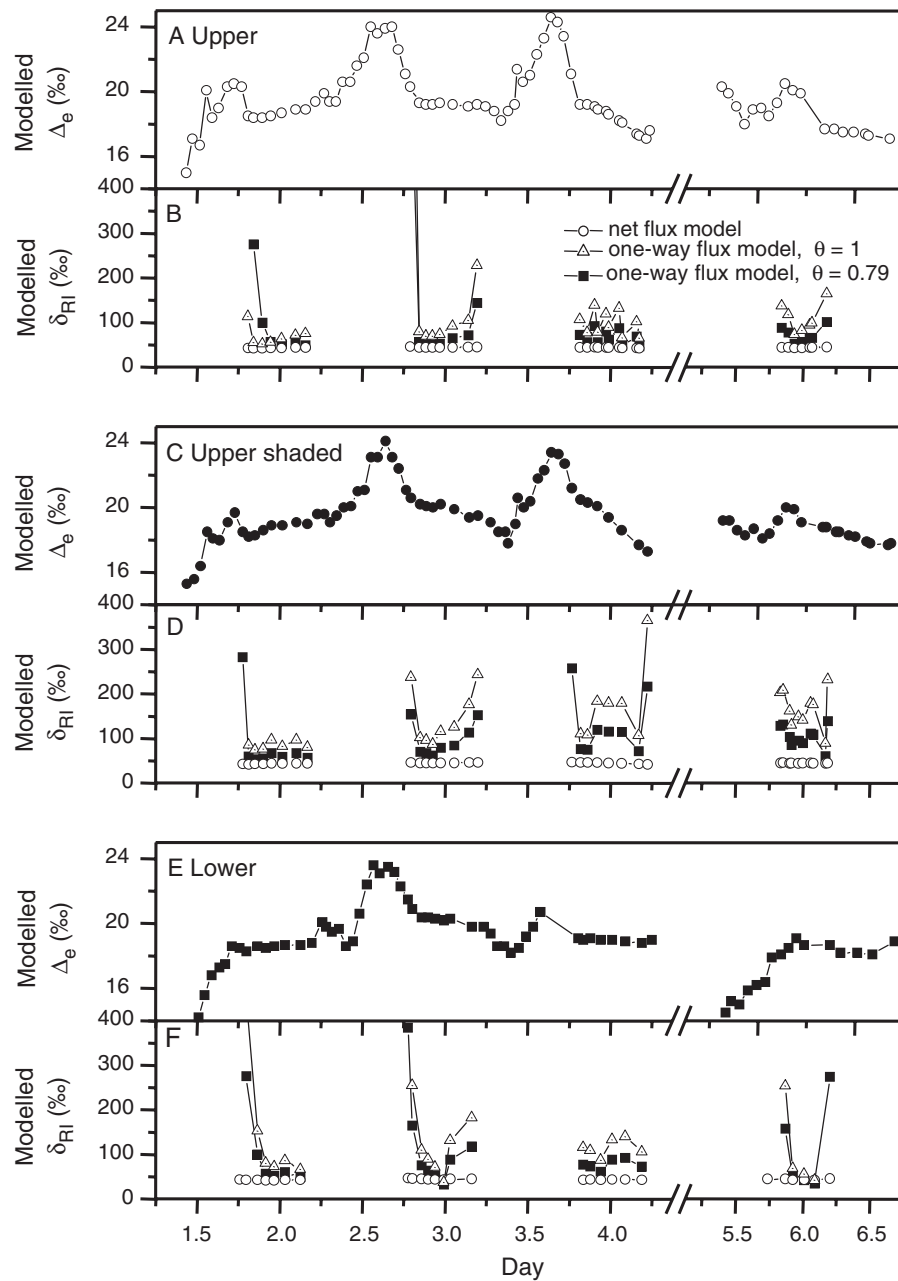 24
20
16
Modelled
Δe (‰)
A Upper
400
300
200
100
0
Modelled
δRI (‰)
B
net flux model
one-way flux model, θ = 1
one-way flux model, θ = 0.79
24
20
16
Modelled
Δe (‰)
C Upper shaded
400
300
200
100
0
Modelled
δRI (‰)
D
24
20
16
Modelled
Δe (‰)
E Lower
400
300
200
100
0
Modelled
δRI (‰)
F
1.5 2.0 2.5 3.0 3.5 4.0 5.5 6.0 6.5
Day